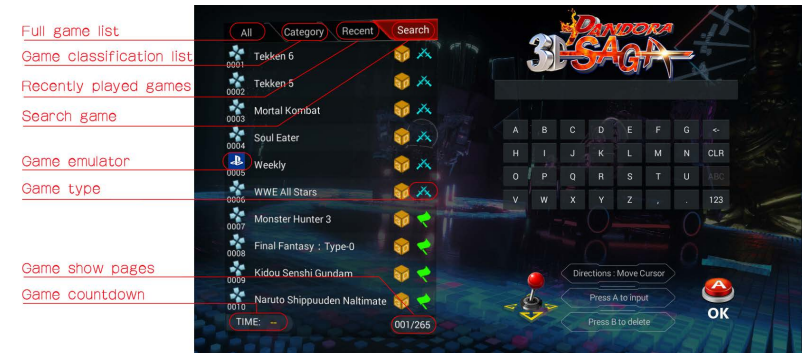 Full game list
Game classification list
Recently played games
Search game
Game emulator
Game type
Game show pages
Game countdown
All Category Recent Search
0001 Tekken 6
0002 Tekken 5
0003 Mortal Kombat
0004 Soul Eater
0005 Weekly
0006 WWE All Stars
0007 Monster Hunter 3
0008 Final Fantasy : Type-0
0009 Kidou Senshi Gundam
0010 Naruto Shippuuden Naltimate
TIME: -- 001/265
PANDORA
3D SAGA
A B C D E F G <-
H I J K L M N CLR
O P Q R S T U ABC
V W X Y Z , . 123
Directions : Move Cursor
Press A to input
Press B to delete
A
OK